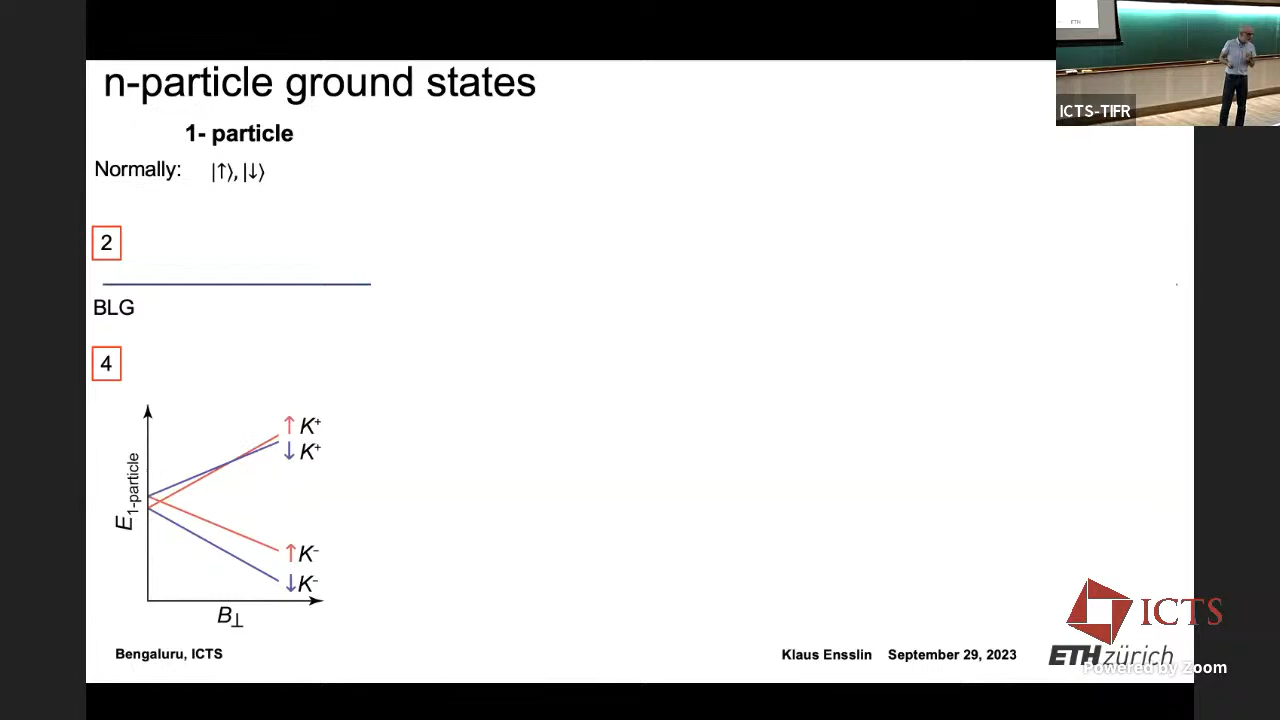 n-particle ground states
ICTS-TIFR
1- particle
Normally: |↑⟩, |↓⟩
2
BLG
4
↑ K⁺
↓ K⁺
E1-particle
↑ K⁻
↓ K⁻
B⊥
Bengaluru, ICTS
Klaus Ensslin September 29, 2023
ICTS
ETH zürich
Powered by Zoom